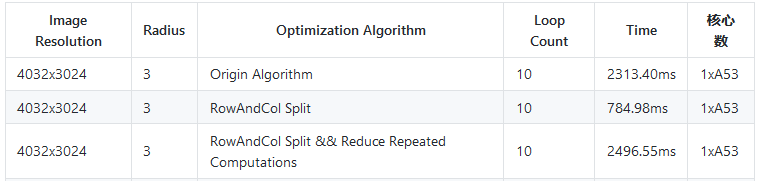 Image Resolution Radius Optimization Algorithm Loop Count Time 核心数
4032x3024 3 Origin Algorithm 10 2313.40ms 1xA53
4032x3024 3 RowAndCol Split 10 784.98ms 1xA53
4032x3024 3 RowAndCol Split && Reduce Repeated Computations 10 2496.55ms 1xA53